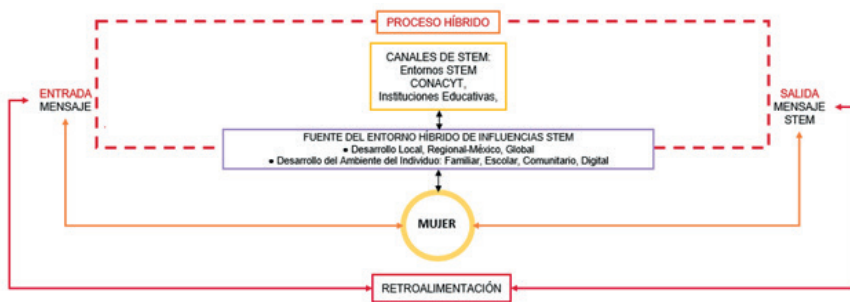 PROCESO HÍBRIDO
CANALES DE STEM:
Entornos STEM
CONACYT,
Instituciones Educativas,
ENTRADA
MENSAJE
SALIDA
MENSAJE
STEM
FUENTE DEL ENTORNO HÍBRIDO DE INFLUENCIAS STEM
● Desarrollo Local, Regional-México, Global
● Desarrollo del Ambiente del Individuo: Familiar, Escolar, Comunitario, Digital
MUJER
RETROALIMENTACIÓN